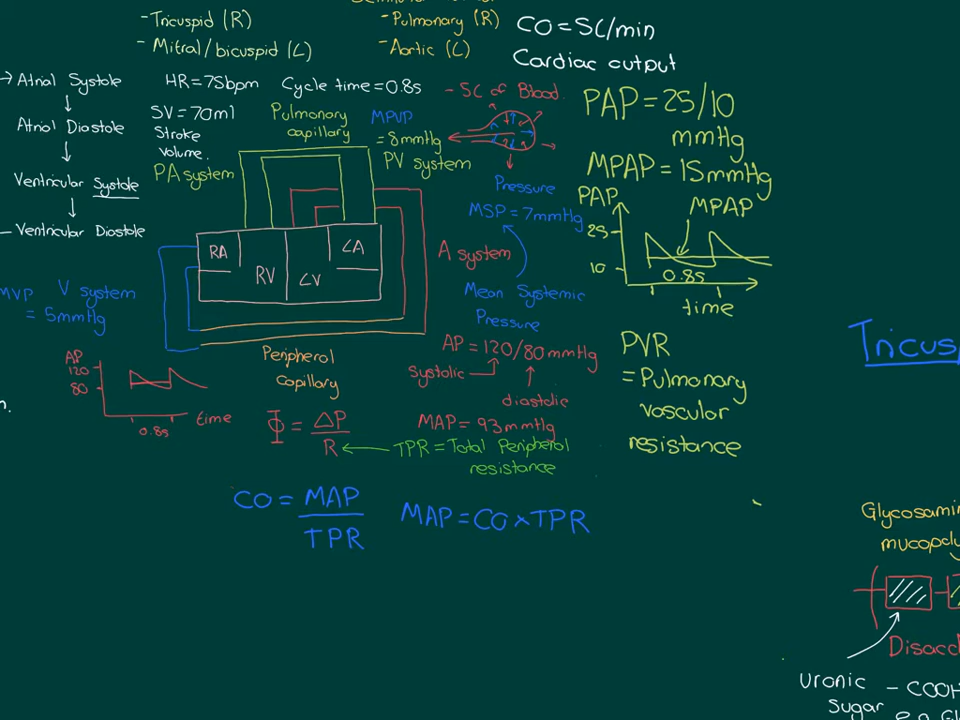 -Tricuspid (R)
-Mitral/bicuspid (L)
-Pulmonary (R)
-Aortic (L)
CO=5L/min
Cardiac output
→ Atrial Systole
↓
Atrial Diastole
↓
Ventricular Systole
↓
Ventricular Diastole
HR=75bpm
Cycle time=0.8s
SV=70ml
Stroke
volume.
Pulmonary
capillary
MPVP
=8mmHg
PA system
PV system
-5L of Blood.
Pressure
MSP=7mmHg
Mean Systemic
Pressure
PAP=25/10
mmHg
MPAP=15mmHg
PAP
MPAP
25
10
0.8s
time
RA
RV
LV
LA
A system
MVP V system
= 5mmHg
Peripheral
capillary
AP
120
80
0.8s
time
AP = 120/80 mmHg
systolic
diastolic
MAP = 93mmHg
Φ = ΔP
R
TPR = Total Peripheral
resistance
PVR
= Pulmonary
vascular
resistance
CO = MAP
TPR
MAP = CO×TPR
Tricus
n.
Glycosamin
mucopoly
Disacc
Uronic
sugar
- COOH
e.g Gl